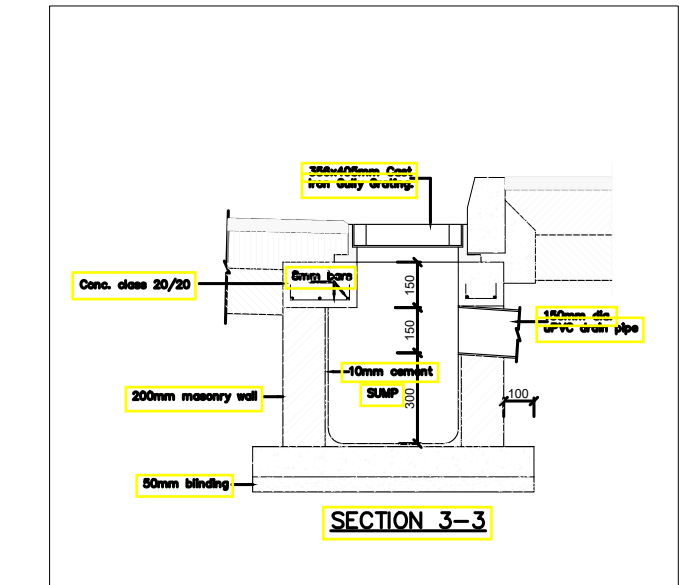 356x405mm Cast
Iron Gully Grating.
Conc. class 20/20
6mm bars
150
150mm dia.
uPVC drain pipe
150
10mm cement
200mm masonry wall
SUMP
300
100
50mm blinding
SECTION 3-3